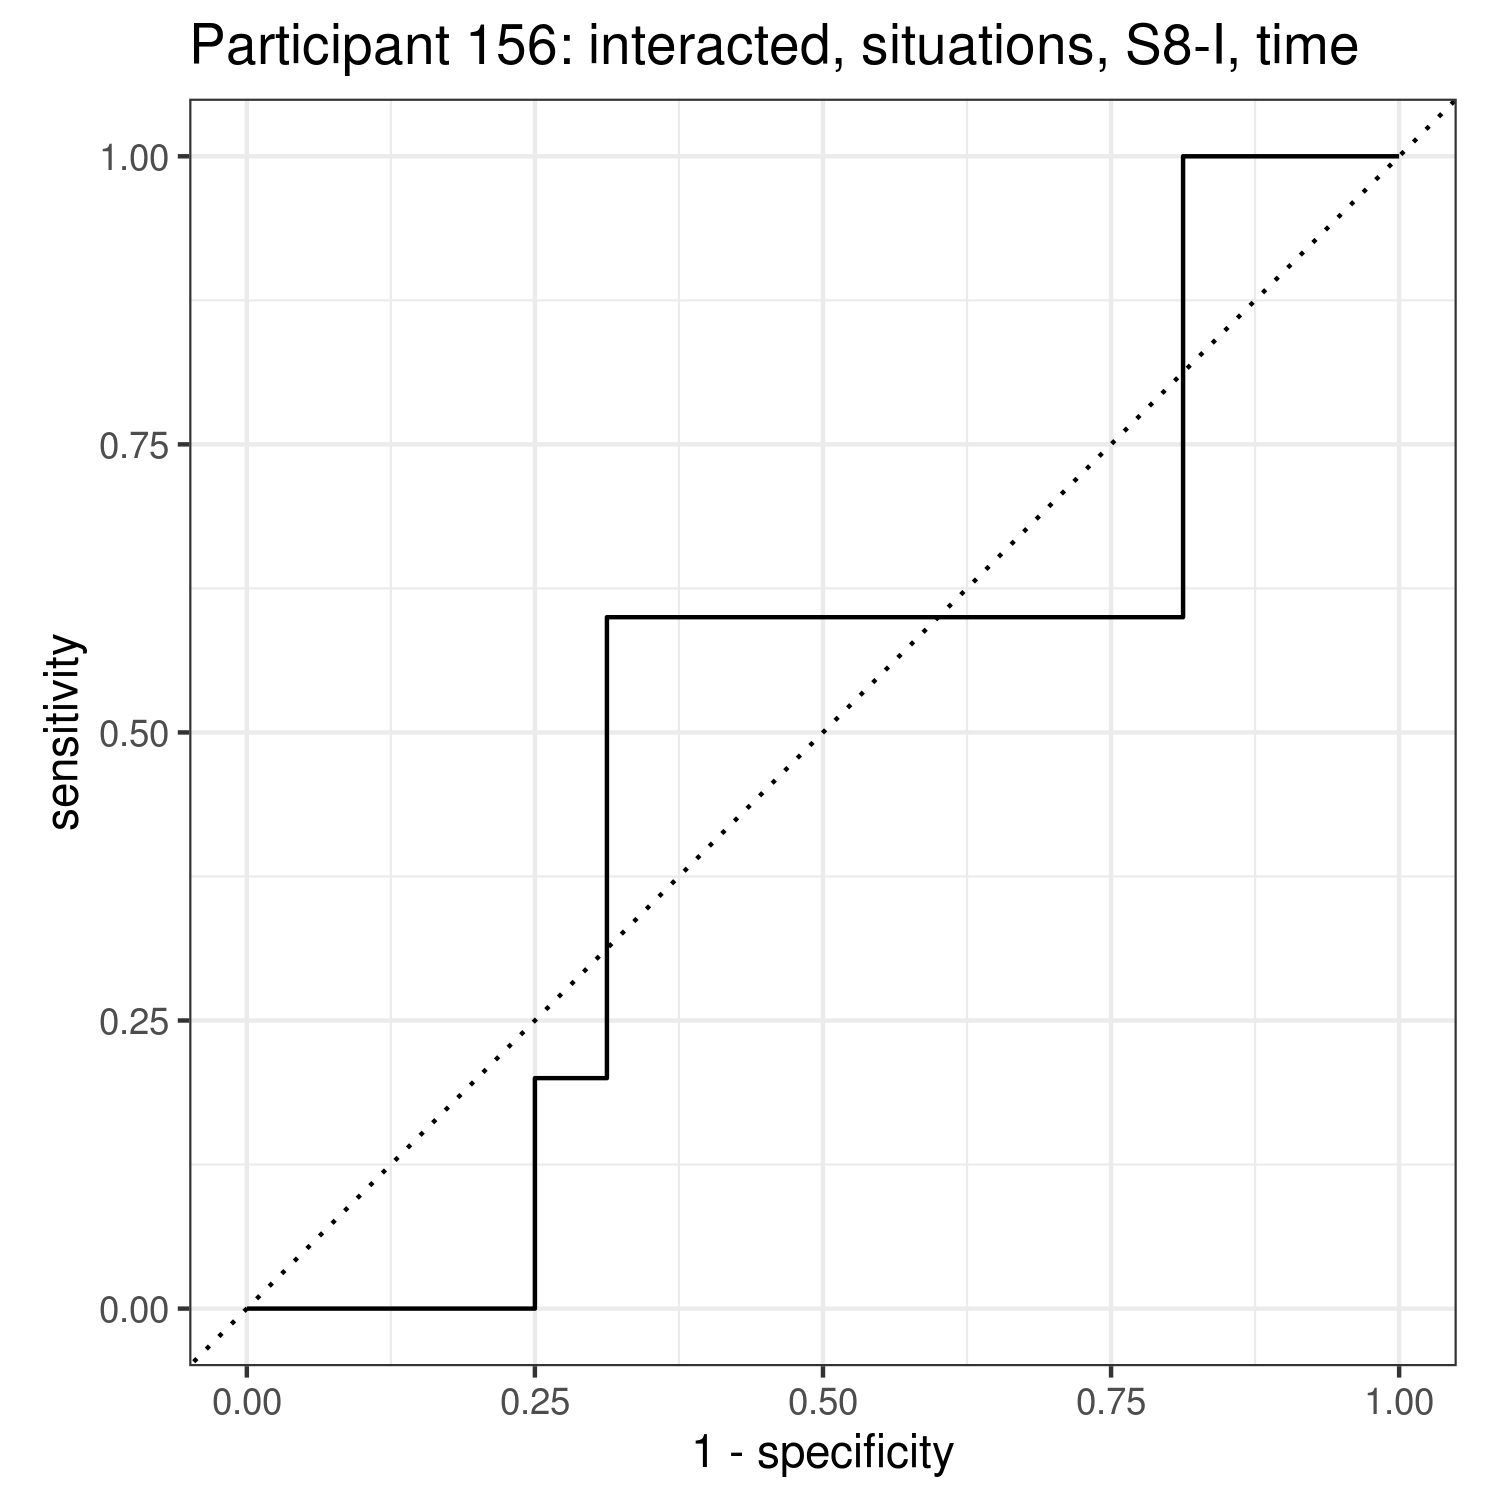 Participant 156: interacted, situations, S8-I, time
1.00
0.75
0.50
0.25
0.00
sensitivity
0.00 0.25 0.50 0.75 1.00
1 - specificity